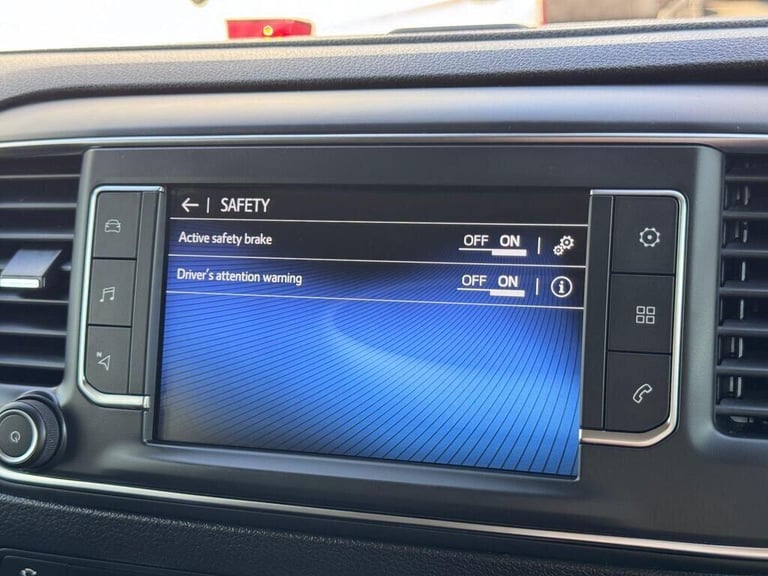 SAFETY
Active safety brake OFF ON
Driver's attention warning OFF ON
N